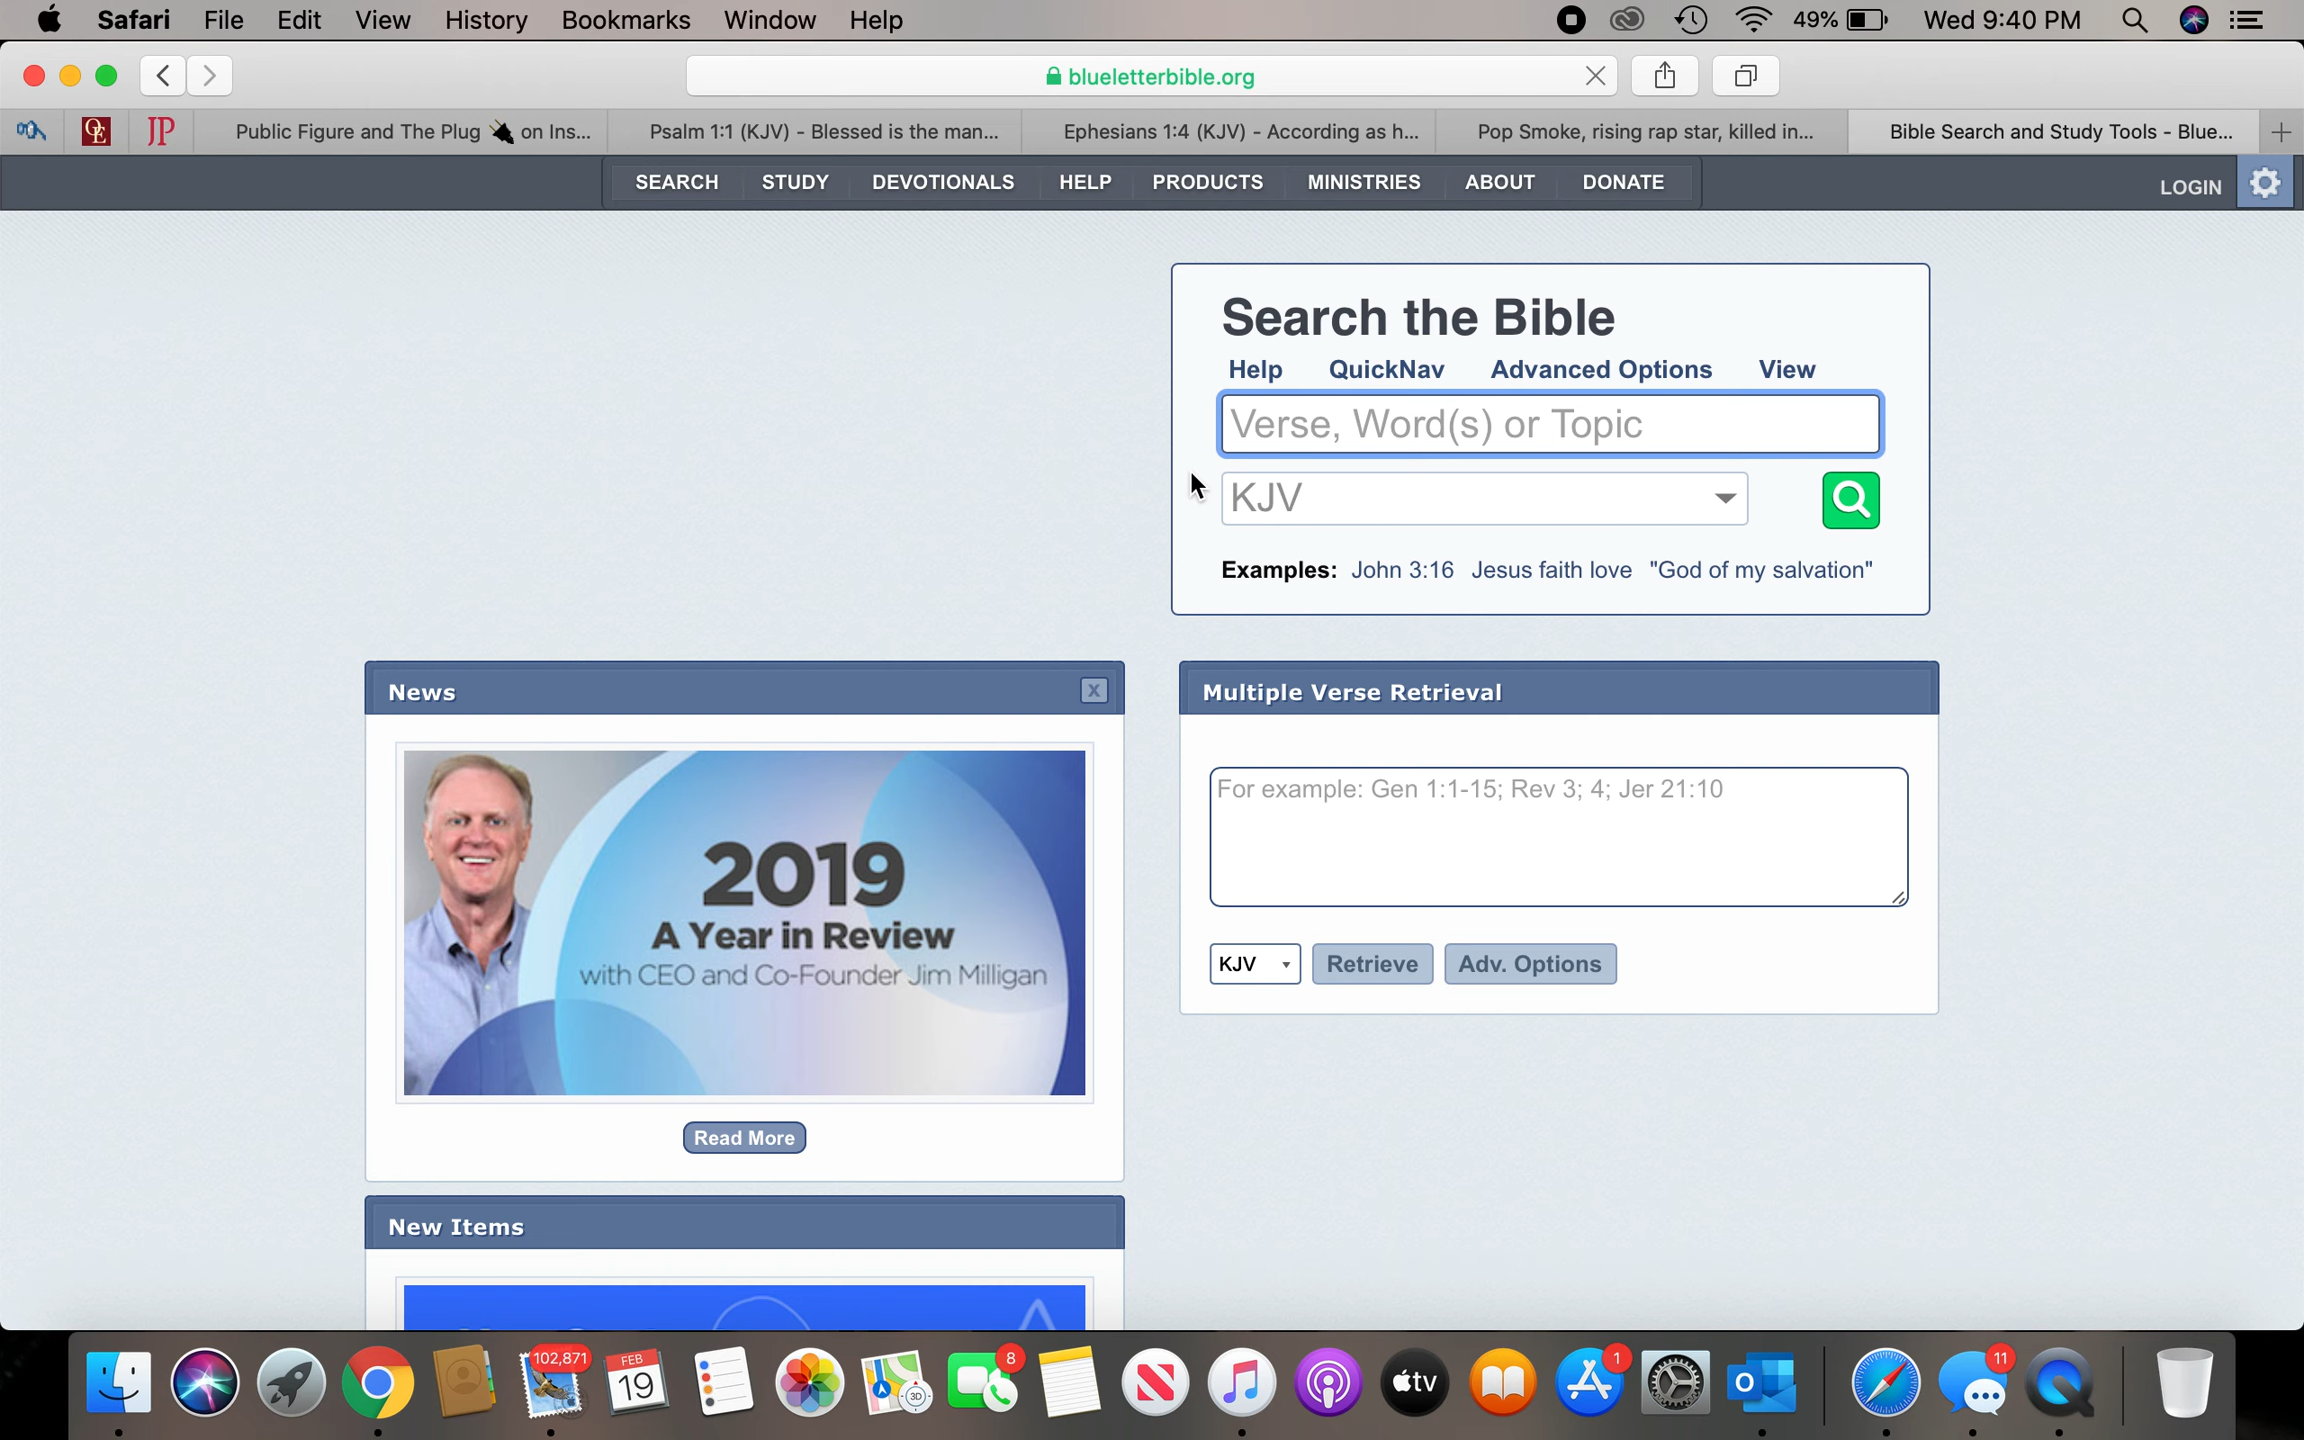 Safari File Edit View History Bookmarks Window Help 49% Wed 9:40 PM
blueletterbible.org
OE JP Public Figure and The Plug 🔌 on Ins... Psalm 1:1 (KJV) - Blessed is the man... Ephesians 1:4 (KJV) - According as h... Pop Smoke, rising rap star, killed in... Bible Search and Study Tools - Blue...
SEARCH STUDY DEVOTIONALS HELP PRODUCTS MINISTRIES ABOUT DONATE LOGIN
Search the Bible
Help QuickNav Advanced Options View
Verse, Word(s) or Topic
KJV
Examples: John 3:16 Jesus faith love "God of my salvation"
News x
2019
A Year in Review
with CEO and Co-Founder Jim Milligan
Read More
Multiple Verse Retrieval
For example: Gen 1:1-15; Rev 3; 4; Jer 21:10
KJV Retrieve Adv. Options
New Items
102,871 FEB 19 3D 8 tv 1 O 11